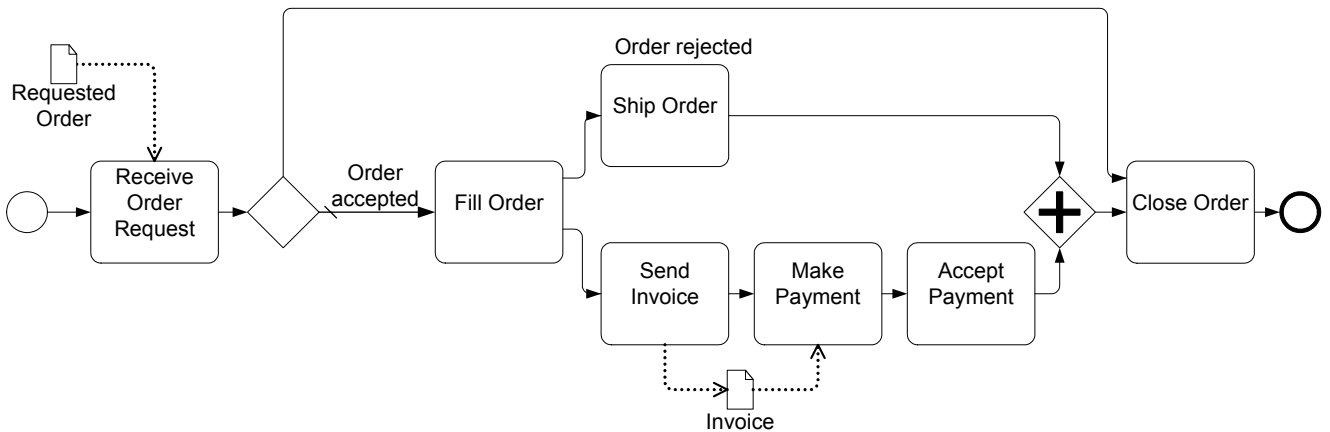 Order rejected
Requested
Order
Ship Order
Receive
Order
Request
Order
accepted
Fill Order
Close Order
Send
Invoice
Make
Payment
Accept
Payment
Invoice